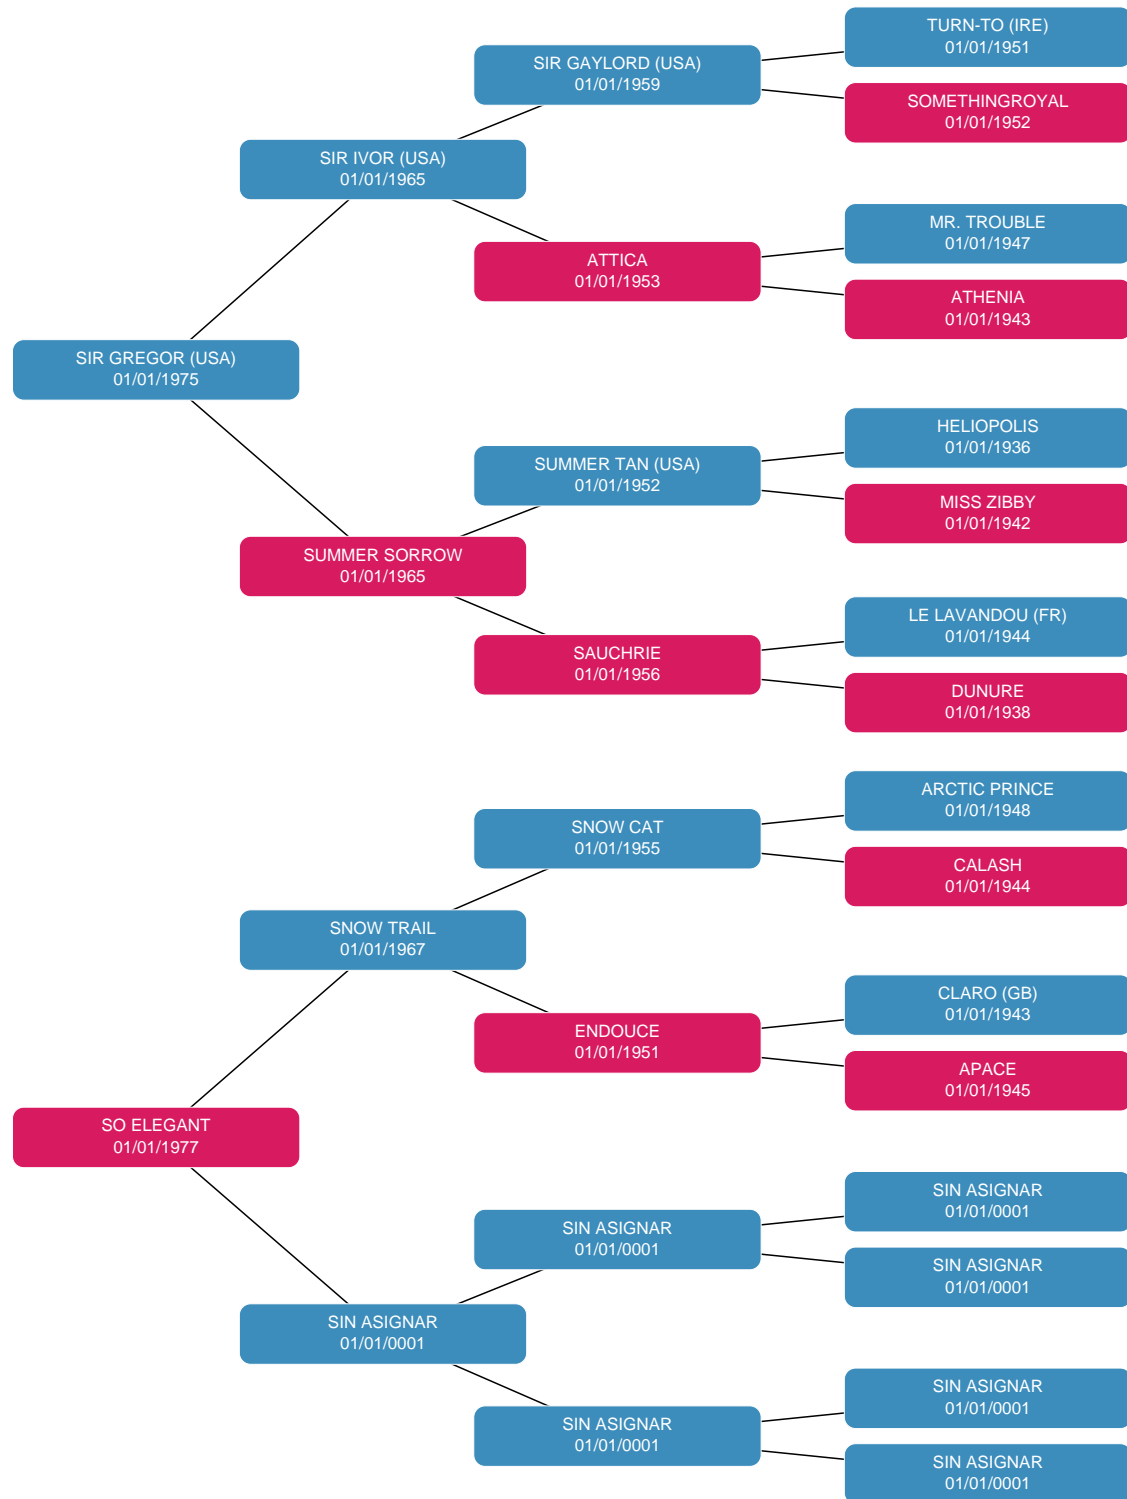 TURN-TO (IRE)
01/01/1951
SIR GAYLORD (USA)
01/01/1959
SOMETHINGROYAL
01/01/1952
SIR IVOR (USA)
01/01/1965
MR. TROUBLE
01/01/1947
ATTICA
01/01/1953
ATHENIA
01/01/1943
SIR GREGOR (USA)
01/01/1975
HELIOPOLIS
01/01/1936
SUMMER TAN (USA)
01/01/1952
MISS ZIBBY
01/01/1942
SUMMER SORROW
01/01/1965
LE LAVANDOU (FR)
01/01/1944
SAUCHRIE
01/01/1956
DUNURE
01/01/1938
ARCTIC PRINCE
01/01/1948
SNOW CAT
01/01/1955
CALASH
01/01/1944
SNOW TRAIL
01/01/1967
CLARO (GB)
01/01/1943
ENDOUCE
01/01/1951
APACE
01/01/1945
SO ELEGANT
01/01/1977
SIN ASIGNAR
01/01/0001
SIN ASIGNAR
01/01/0001
SIN ASIGNAR
01/01/0001
SIN ASIGNAR
01/01/0001
SIN ASIGNAR
01/01/0001
SIN ASIGNAR
01/01/0001
SIN ASIGNAR
01/01/0001